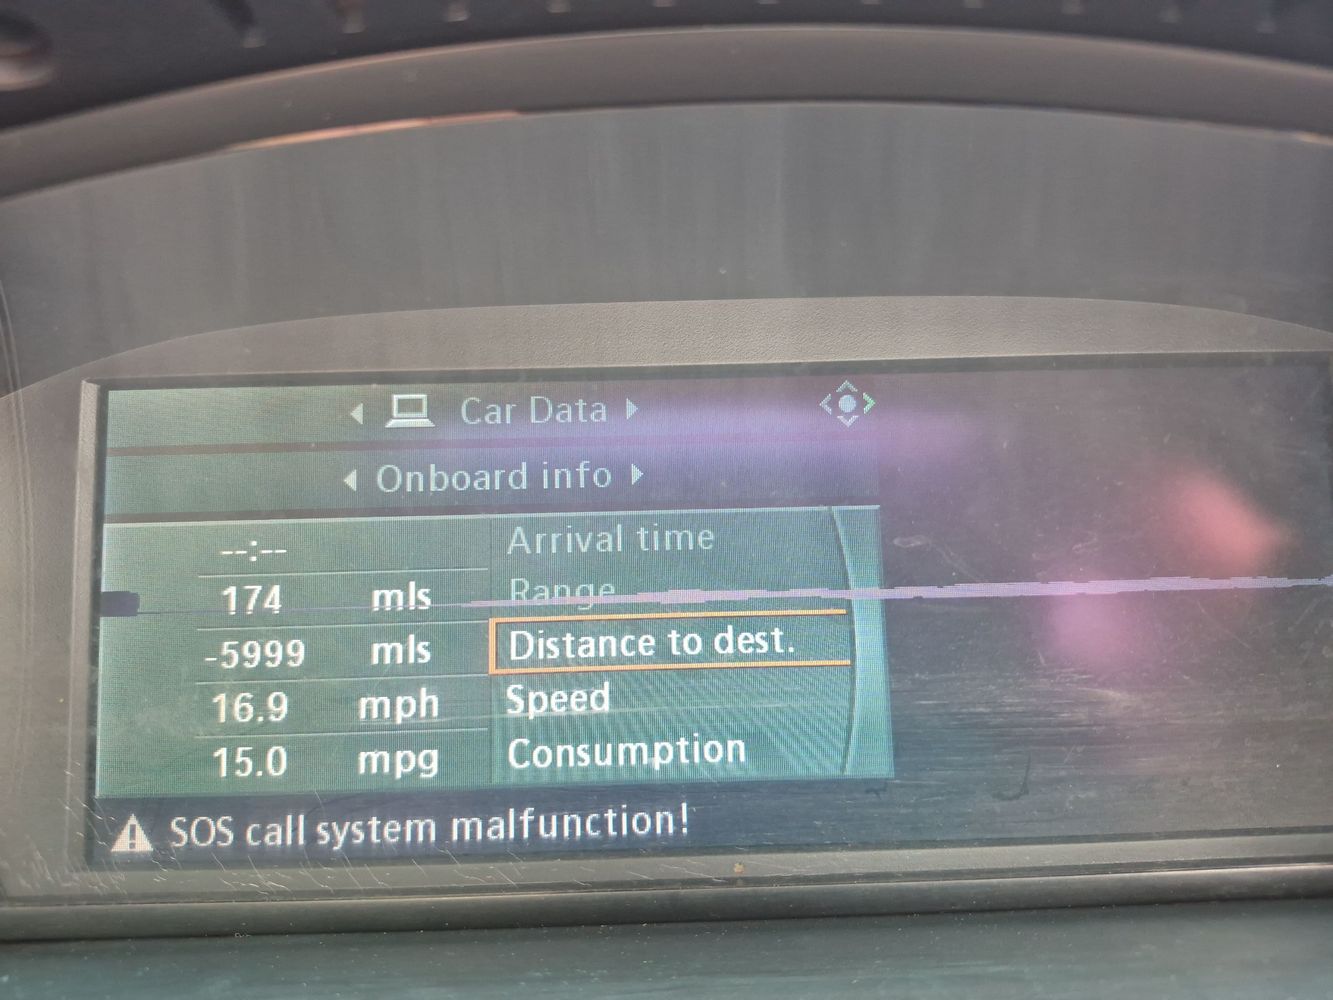 Car Data
Onboard info
--:-- Arrival time
174 mls Range
-5999 mls Distance to dest.
16.9 mph Speed
15.0 mpg Consumption
SOS call system malfunction!